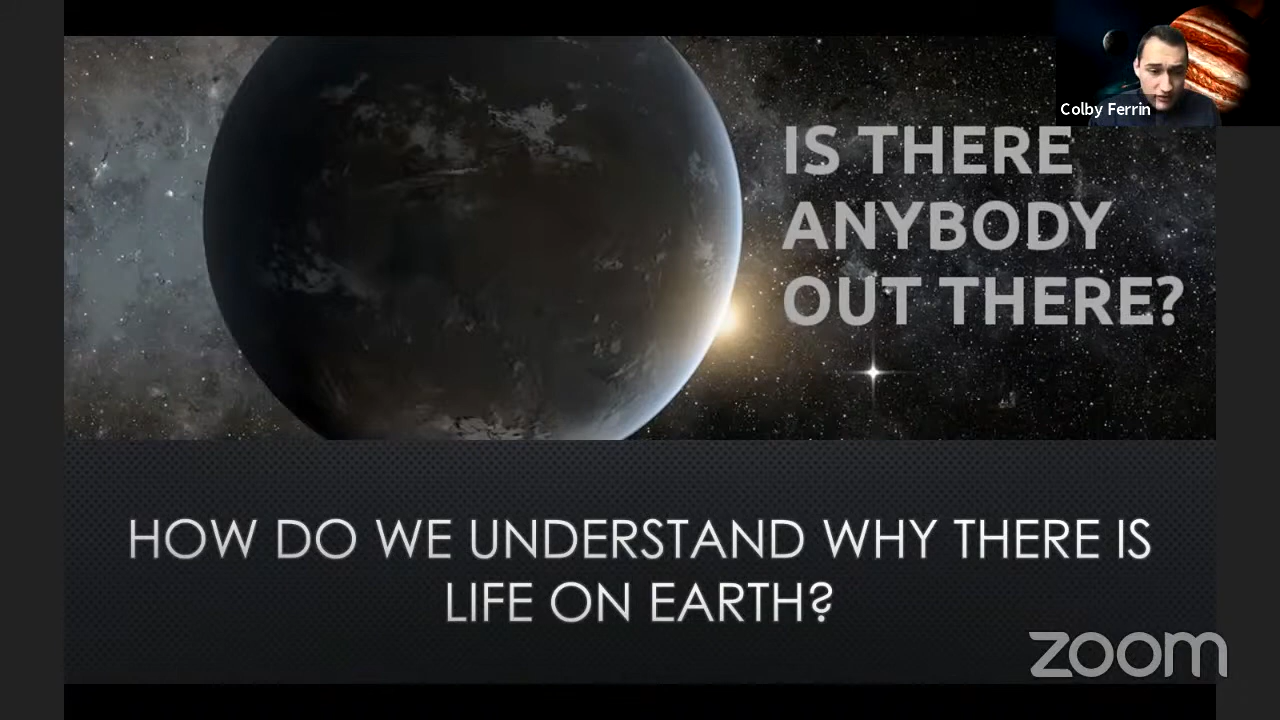 Colby Ferrin
IS THERE
ANYBODY
OUT THERE?
HOW DO WE UNDERSTAND WHY THERE IS
LIFE ON EARTH?
zoom